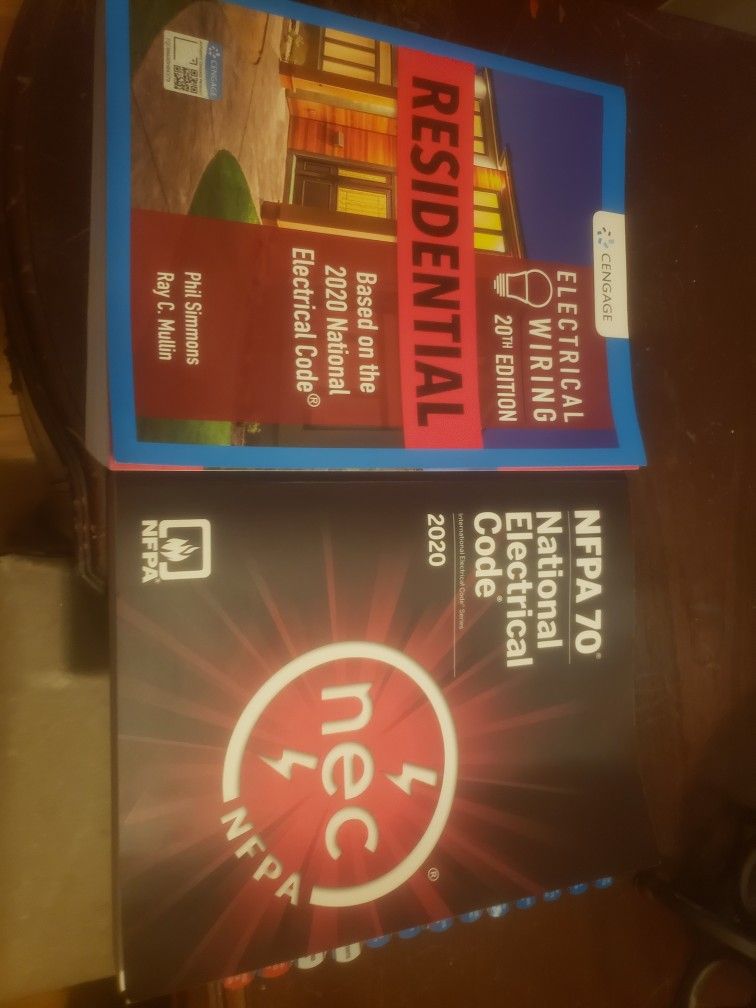 CENGAGE
ELECTRICAL
WIRING
20TH EDITION
RESIDENTIAL
Based on the
2020 National
Electrical Code®
Phil Simmons
Ray C. Mullin
CENGAGE
NFPA 70®
National
Electrical
Code®
International Electrical Code® Series
2020
nec
NFPA
®
NFPA®